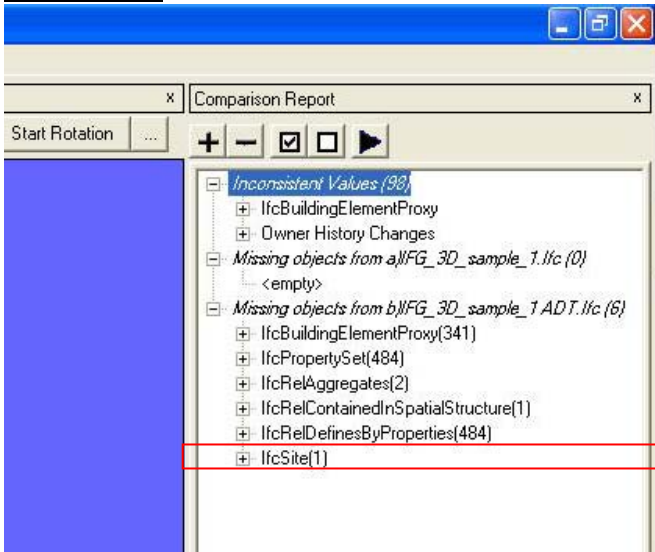 x Comparison Report x
Start Rotation ...
Inconsistent Values (98)
IfcBuildingElementProxy
Owner History Changes
Missing objects from a)IFG_3D_sample_1.Ifc (0)
<empty>
Missing objects from b)IFG_3D_sample_1 ADT.Ifc (6)
IfcBuildingElementProxy(341)
IfcPropertySet(484)
IfcRelAggregates(2)
IfcRelContainedInSpatialStructure(1)
IfcRelDefinesByProperties(484)
IfcSite(1)